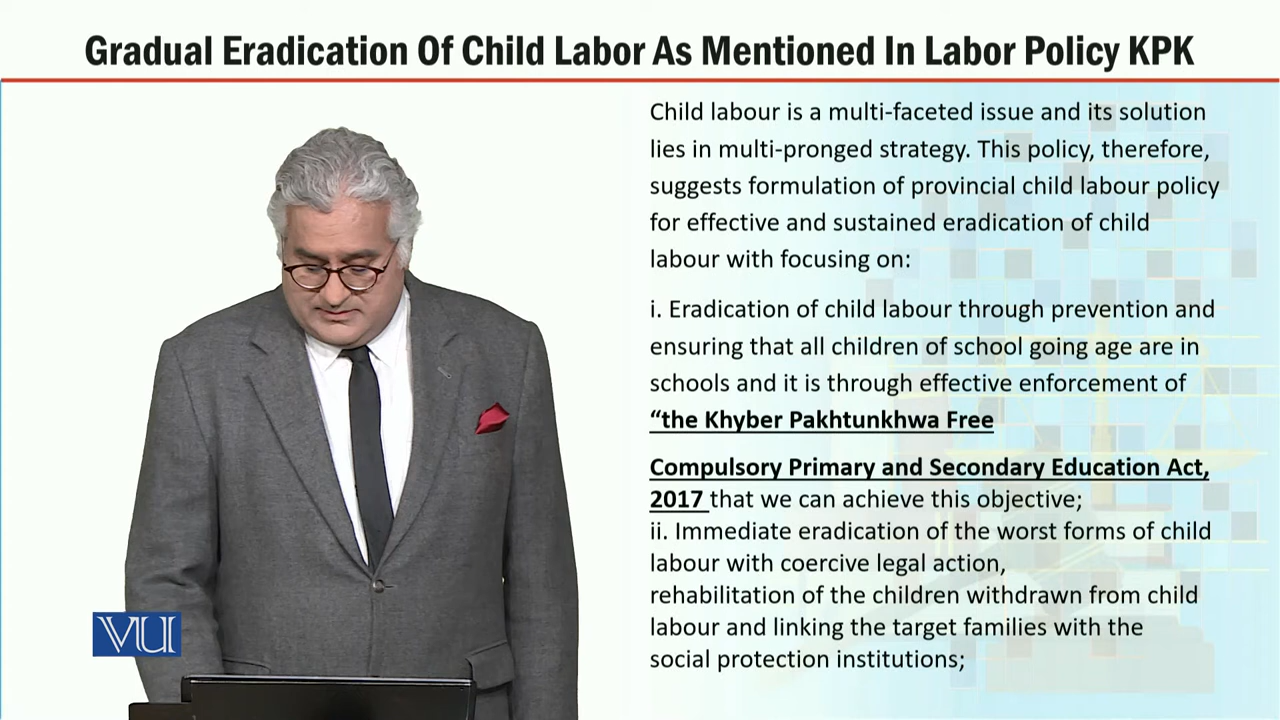 Gradual Eradication Of Child Labor As Mentioned In Labor Policy KPK
Child labour is a multi-faceted issue and its solution
lies in multi-pronged strategy. This policy, therefore,
suggests formulation of provincial child labour policy
for effective and sustained eradication of child
labour with focusing on:
i. Eradication of child labour through prevention and
ensuring that all children of school going age are in
schools and it is through effective enforcement of
“the Khyber Pakhtunkhwa Free
Compulsory Primary and Secondary Education Act,
2017 that we can achieve this objective;
ii. Immediate eradication of the worst forms of child
labour with coercive legal action,
rehabilitation of the children withdrawn from child
labour and linking the target families with the
social protection institutions;
VU